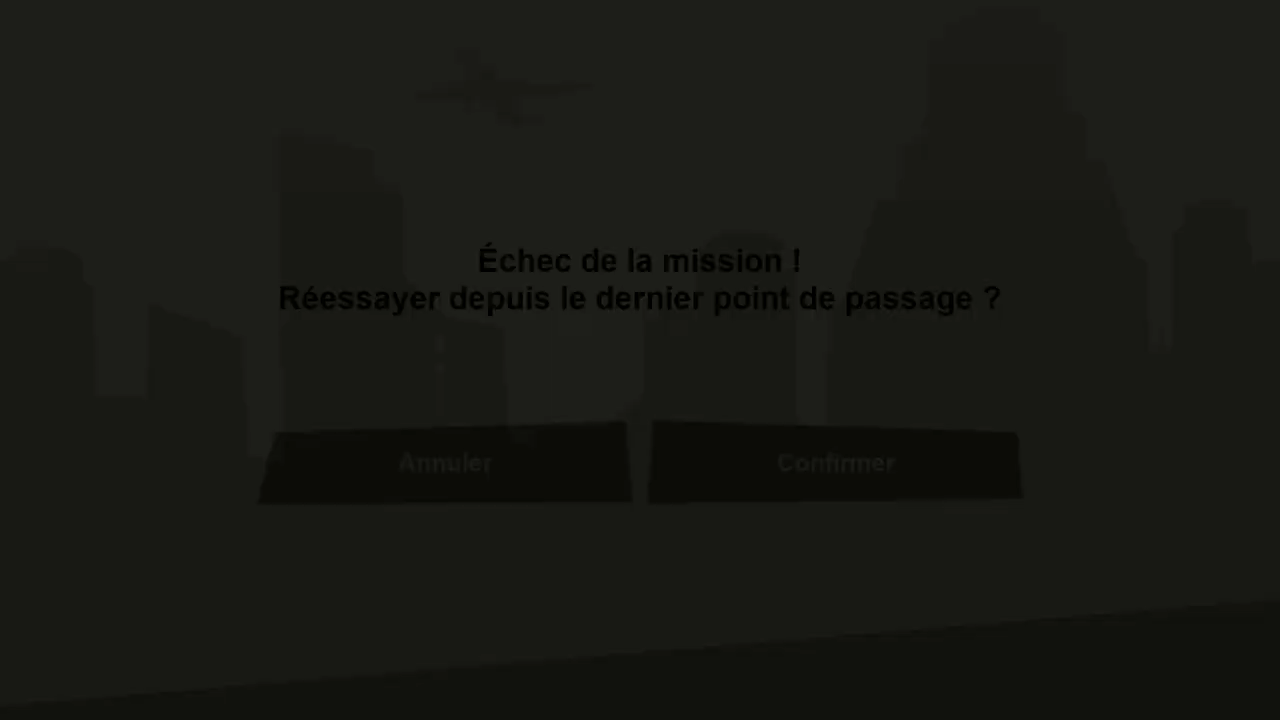 Échec de la mission !
Réessayer depuis le dernier point de passage ?
Annuler
Confirmer